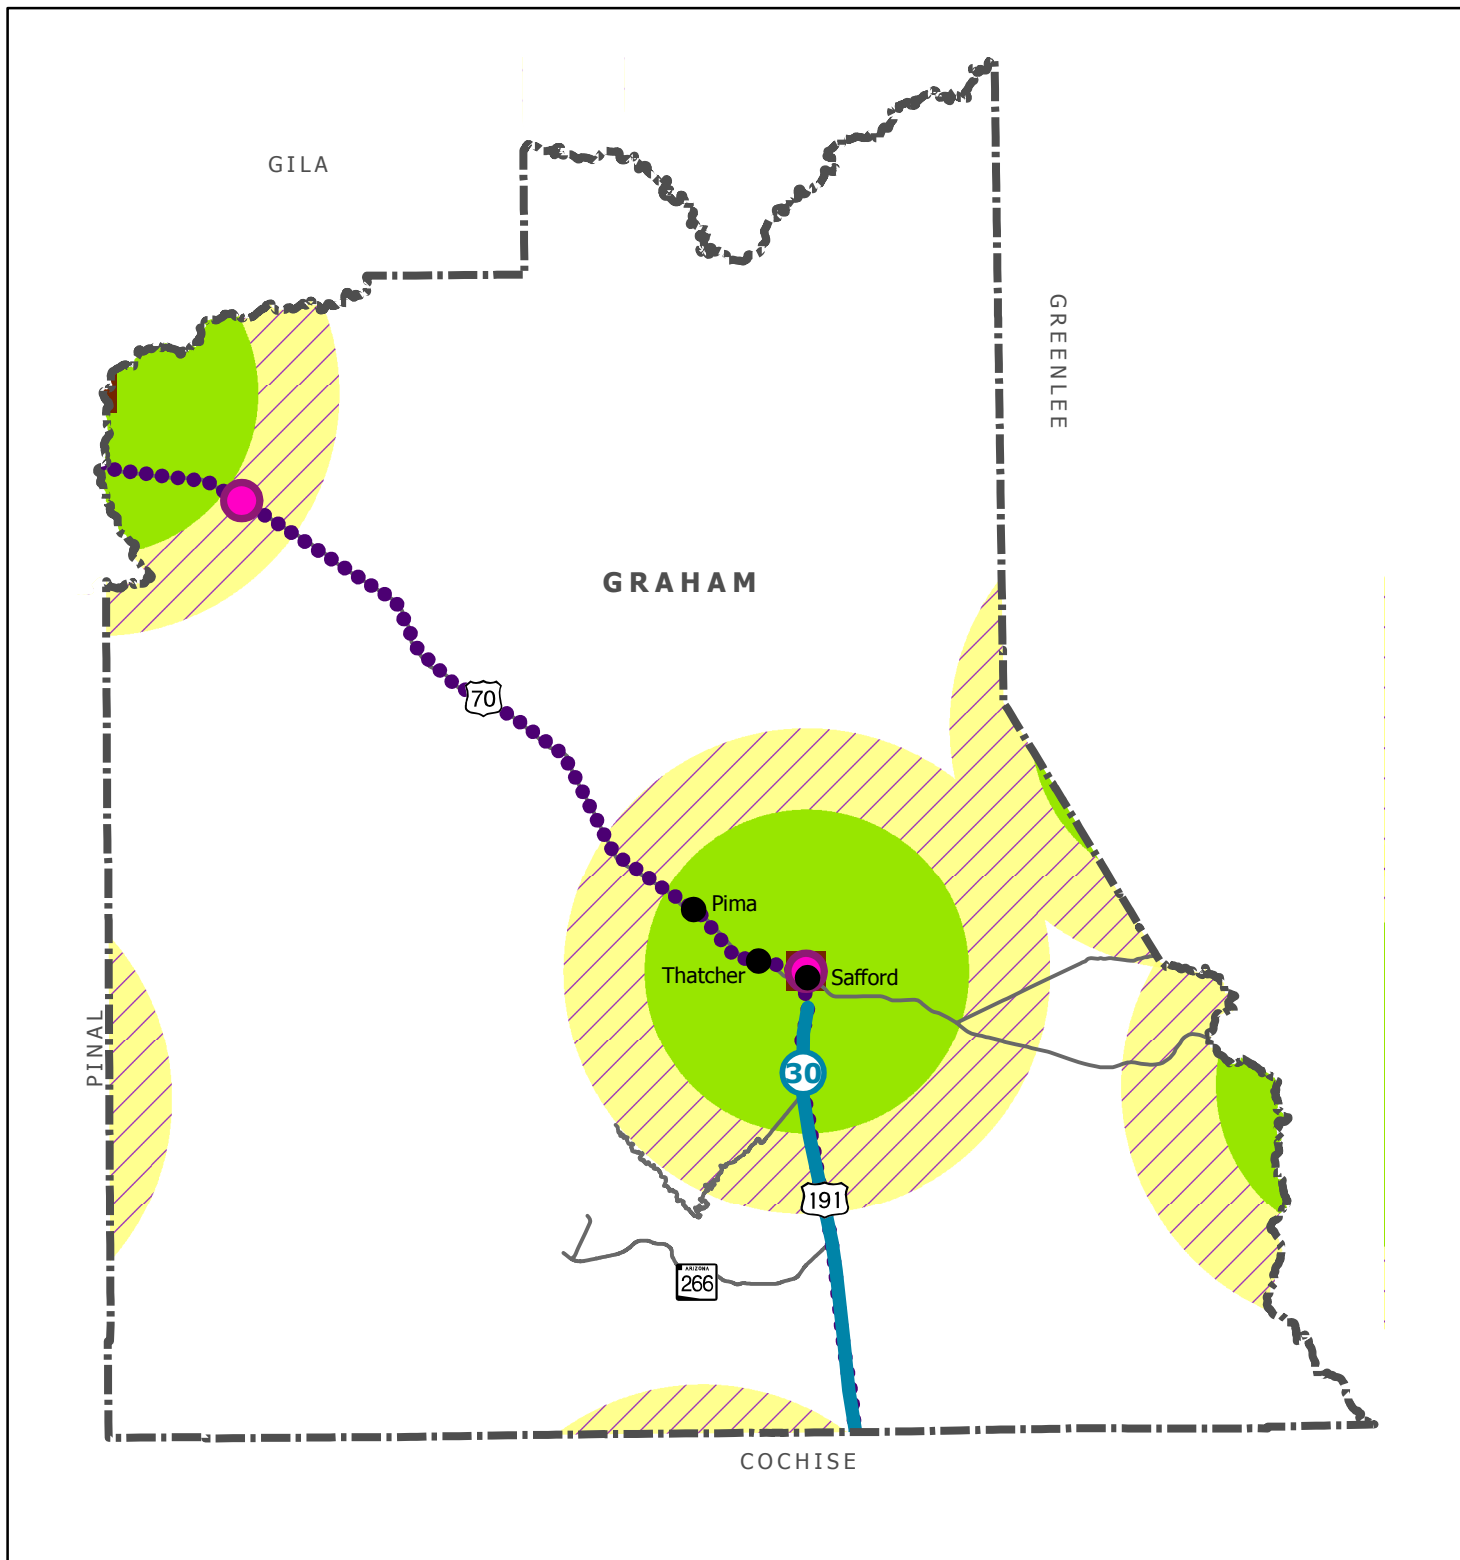 GILA
GREENLEE
GRAHAM
70
Pima
Thatcher
Safford
PINAL
30
191
ARIZONA
266
COCHISE